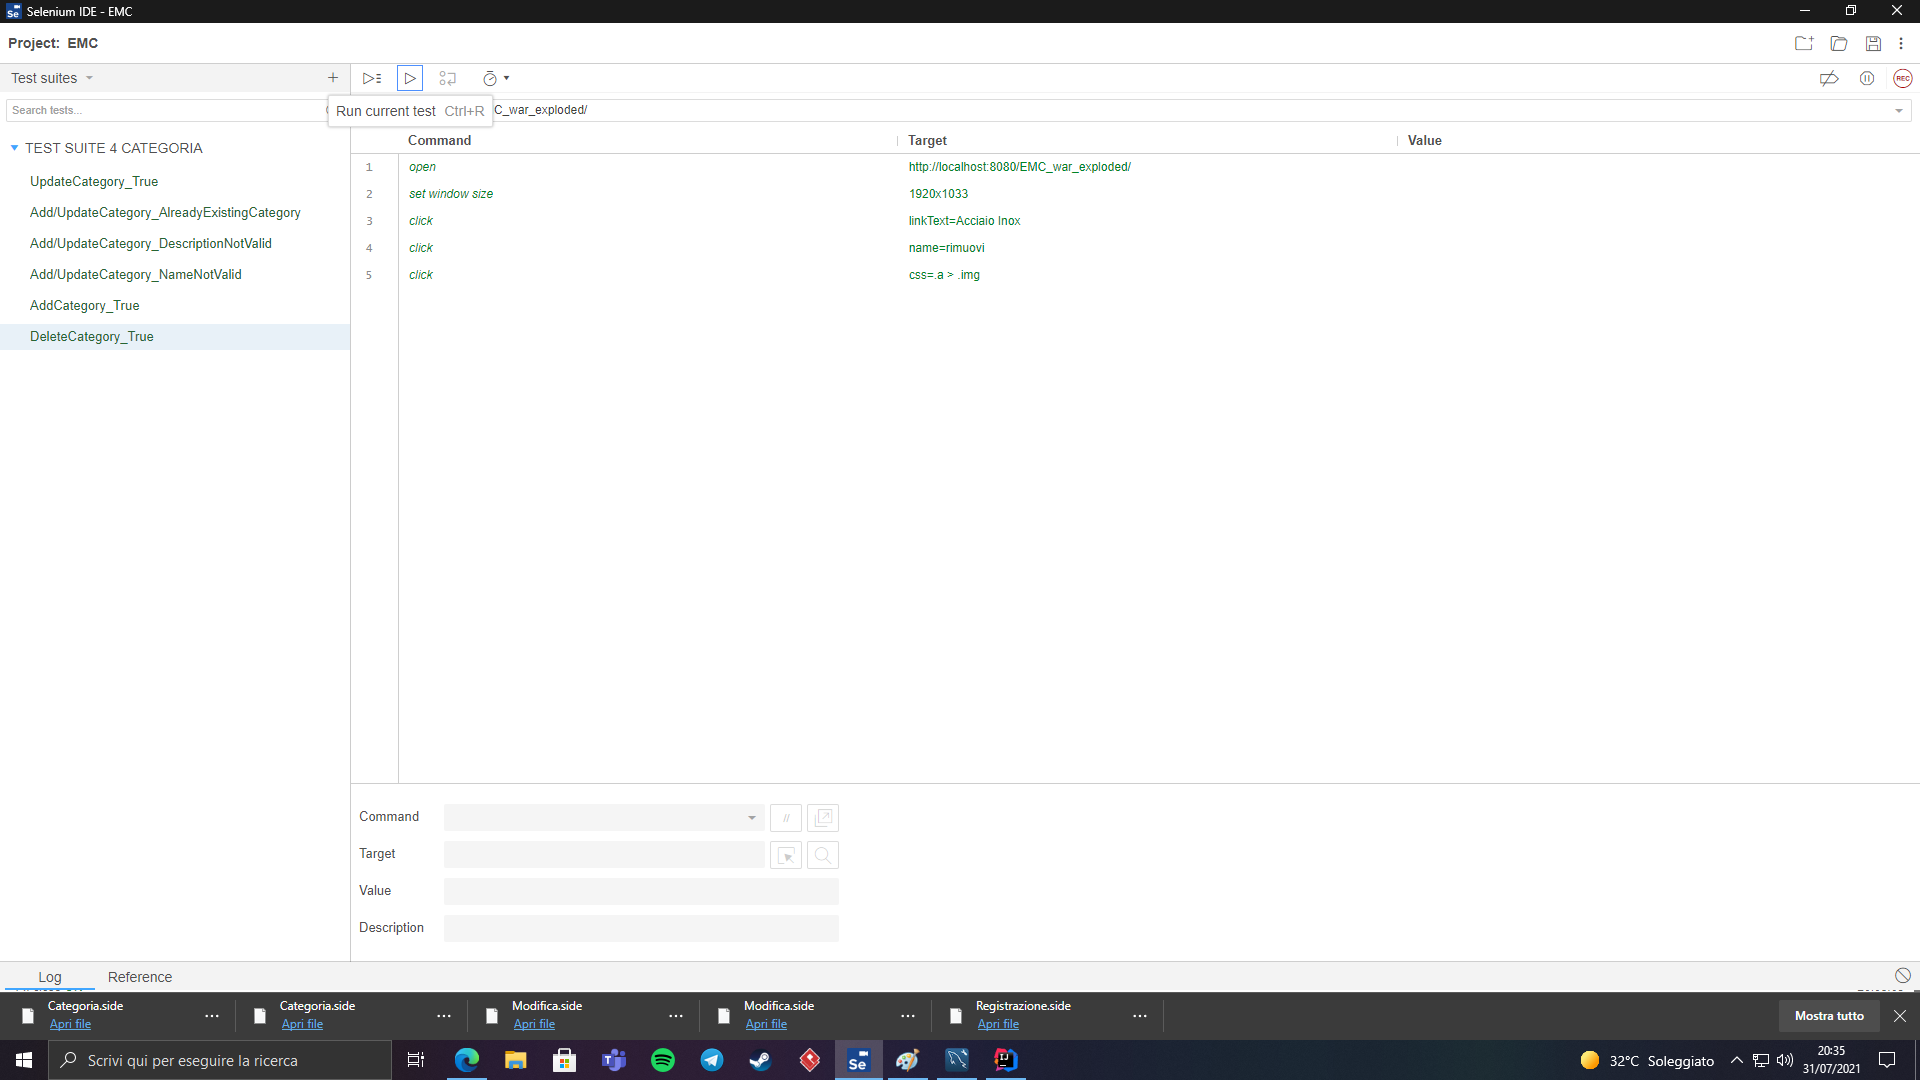 Selenium IDE - EMC
Project: EMC
Test suites
Run current test Ctrl+R
Search tests...
C_war_exploded/
Command Target Value
TEST SUITE 4 CATEGORIA
UpdateCategory_True
Add/UpdateCategory_AlreadyExistingCategory
Add/UpdateCategory_DescriptionNotValid
Add/UpdateCategory_NameNotValid
AddCategory_True
DeleteCategory_True
1 open http://localhost:8080/EMC_war_exploded/
2 set window size 1920x1033
3 click linkText=Acciaio Inox
4 click name=rimuovi
5 click css=.a > .img
REC
Command
//
Target
Value
Description
Log Reference
Categoria.side
Apri file
Categoria.side
Apri file
Modifica.side
Apri file
Modifica.side
Apri file
Registrazione.side
Apri file
Mostra tutto
Scrivi qui per eseguire la ricerca
32°C Soleggiato
20:35
31/07/2021